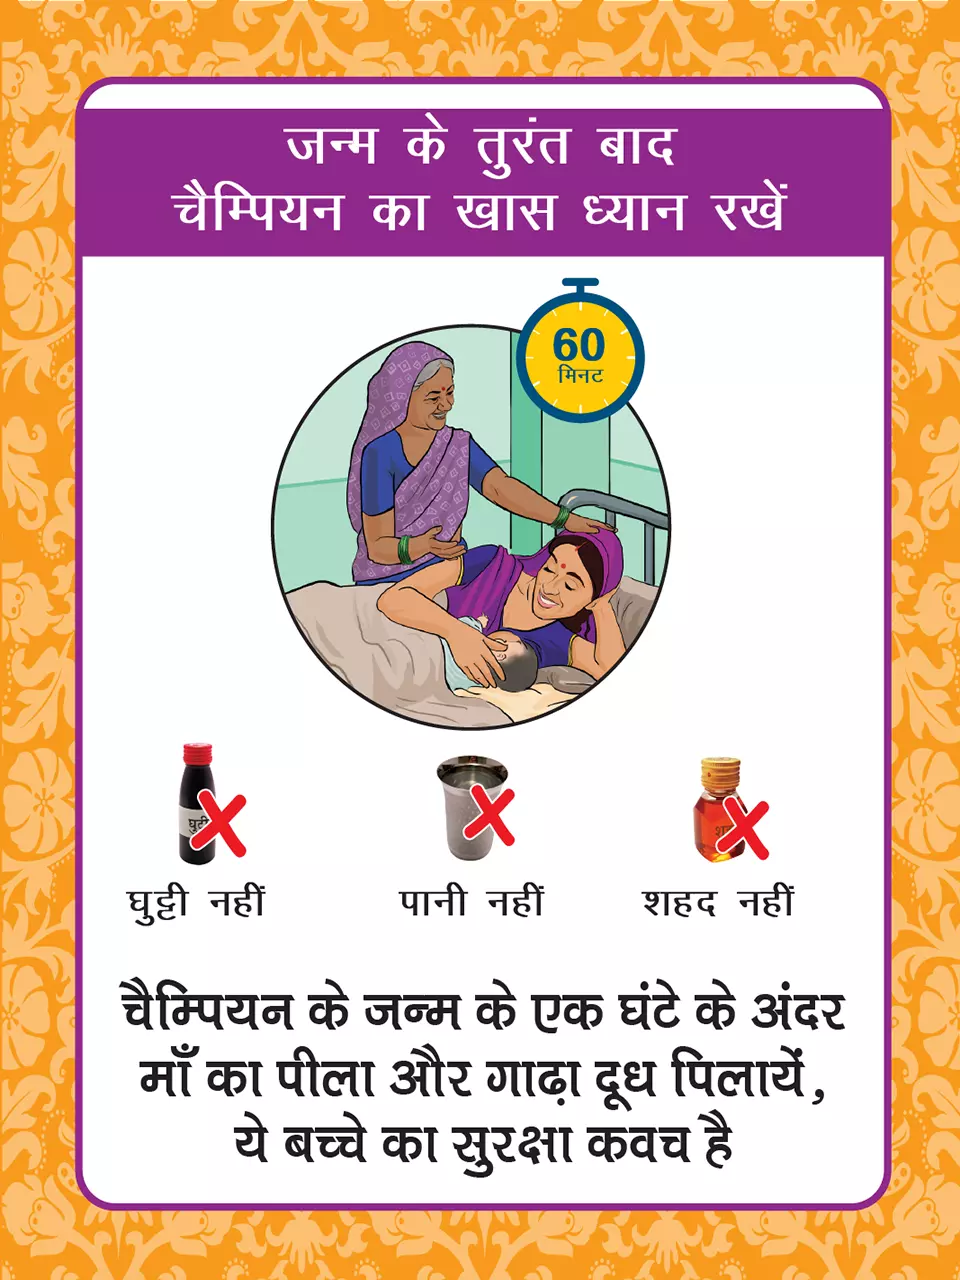 जन्म के तुरंत बाद
चैम्पियन का खास ध्यान रखें
60
मिनट
घुट्टी नहीं
पानी नहीं
शहद नहीं
चैम्पियन के जन्म के एक घंटे के अंदर
माँ का पीला और गाढ़ा दूध पिलायें,
ये बच्चे का सुरक्षा कवच है